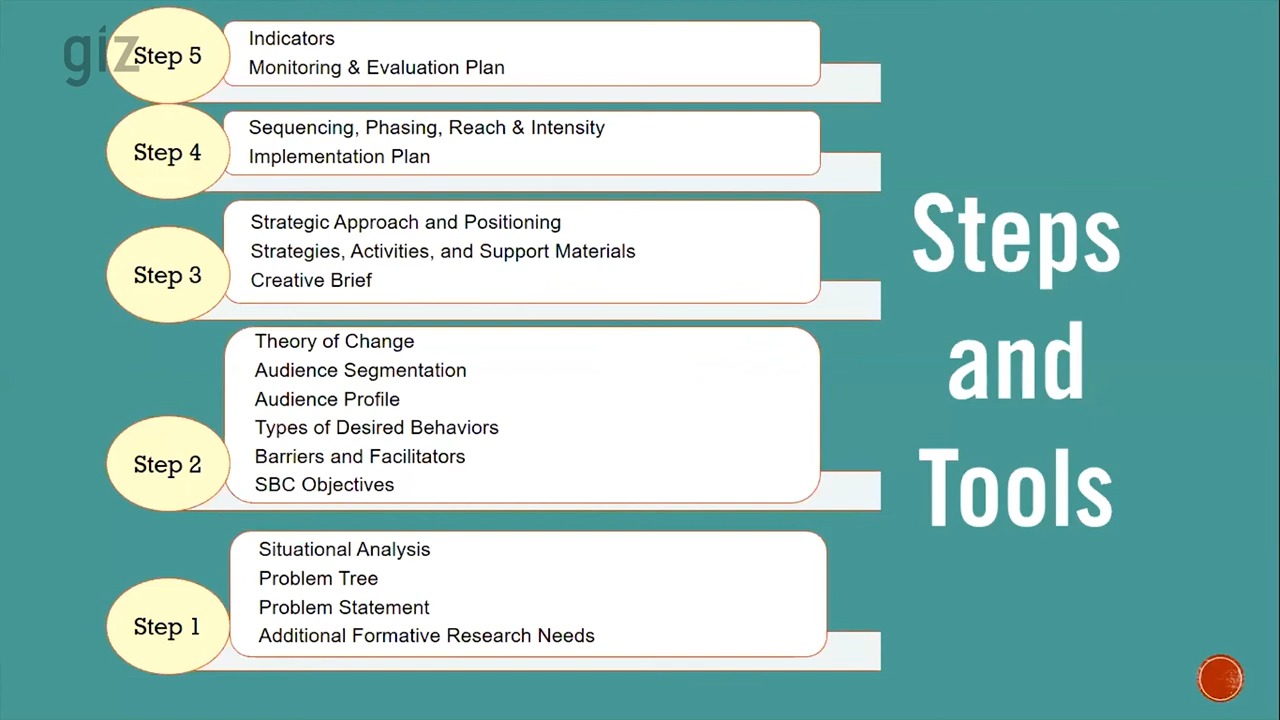 giz
Step 5
Indicators
Monitoring & Evaluation Plan
Step 4
Sequencing, Phasing, Reach & Intensity
Implementation Plan
Step 3
Strategic Approach and Positioning
Strategies, Activities, and Support Materials
Creative Brief
Step 2
Theory of Change
Audience Segmentation
Audience Profile
Types of Desired Behaviors
Barriers and Facilitators
SBC Objectives
Step 1
Situational Analysis
Problem Tree
Problem Statement
Additional Formative Research Needs
Steps
and
Tools